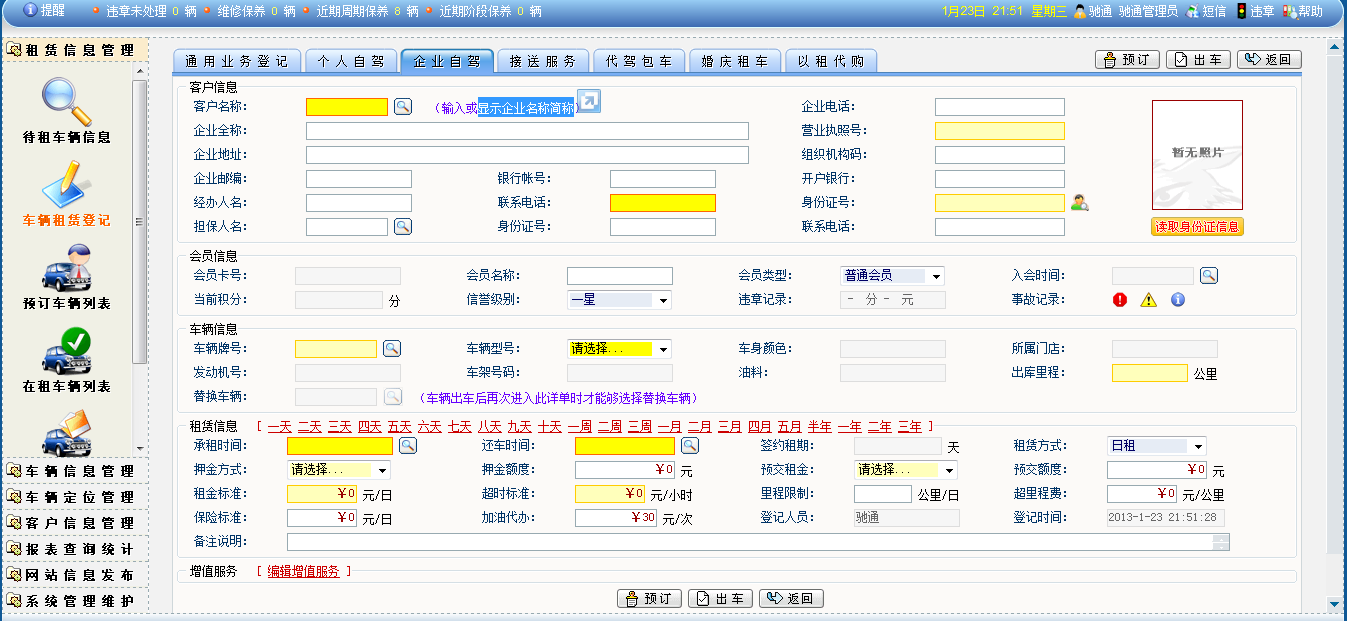 提醒 违章未处理 0 辆 维修保养 0 辆 近期周期保养 8 辆 近期阶段保养 0 辆 1月23日 21:51 星期三 驰通 驰通管理员 短信 违章 帮助
租赁信息管理
待租车辆信息
车辆租赁登记
预订车辆列表
在租车辆列表
车辆信息管理
车辆定位管理
客户信息管理
报表查询统计
网站信息发布
系统管理维护
通用业务登记 个人自驾 企业自驾 接送服务 代驾包车 婚庆租车 以租代购 预订 出车 返回
客户信息
客户名称: (输入或显示企业名称简称) 企业电话:
企业全称: 营业执照号:
企业地址: 组织机构码:
暂无照片
企业邮编: 银行帐号: 开户银行:
经办人名: 联系电话: 身份证号:
担保人名: 身份证号: 联系电话: 读取身份证信息
会员信息
会员卡号: 会员名称: 会员类型: 普通会员 入会时间:
当前积分: 分 信誉级别: 一星 违章记录: - 分 - 元 事故记录:
车辆信息
车辆牌号: 车辆型号: 请选择... 车身颜色: 所属门店:
发动机号: 车架号码: 油料: 出库里程: 公里
替换车辆: (车辆出车后再次进入此详单时才能够选择替换车辆)
租赁信息 [ 一天 二天 三天 四天 五天 六天 七天 八天 九天 十天 一周 二周 三周 一月 二月 三月 四月 五月 半年 一年 二年 三年 ]
承租时间: 还车时间: 签约租期: 天 租赁方式: 日租
押金方式: 请选择... 押金额度: ¥0 元 预交租金: 请选择... 预交额度: ¥0 元
租金标准: ¥0 元/日 超时标准: ¥0 元/小时 里程限制: 公里/日 超里程费: ¥0 元/公里
保险标准: ¥0 元/日 加油代办: ¥30 元/次 登记人员: 驰通 登记时间: 2013-1-23 21:51:28
备注说明:
增值服务 [ 编辑增值服务 ]
预订 出车 返回